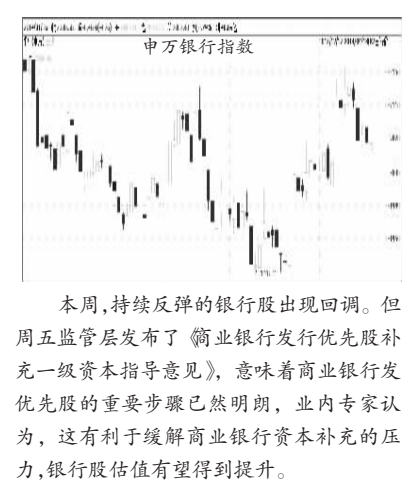 申万银行指数
本周,持续反弹的银行股出现回调。但
周五监管层发布了《商业银行发行优先股补
充一级资本指导意见》，意味着商业银行发
优先股的重要步骤已然明朗，业内专家认
为，这有利于缓解商业银行资本补充的压
力,银行股估值有望得到提升。